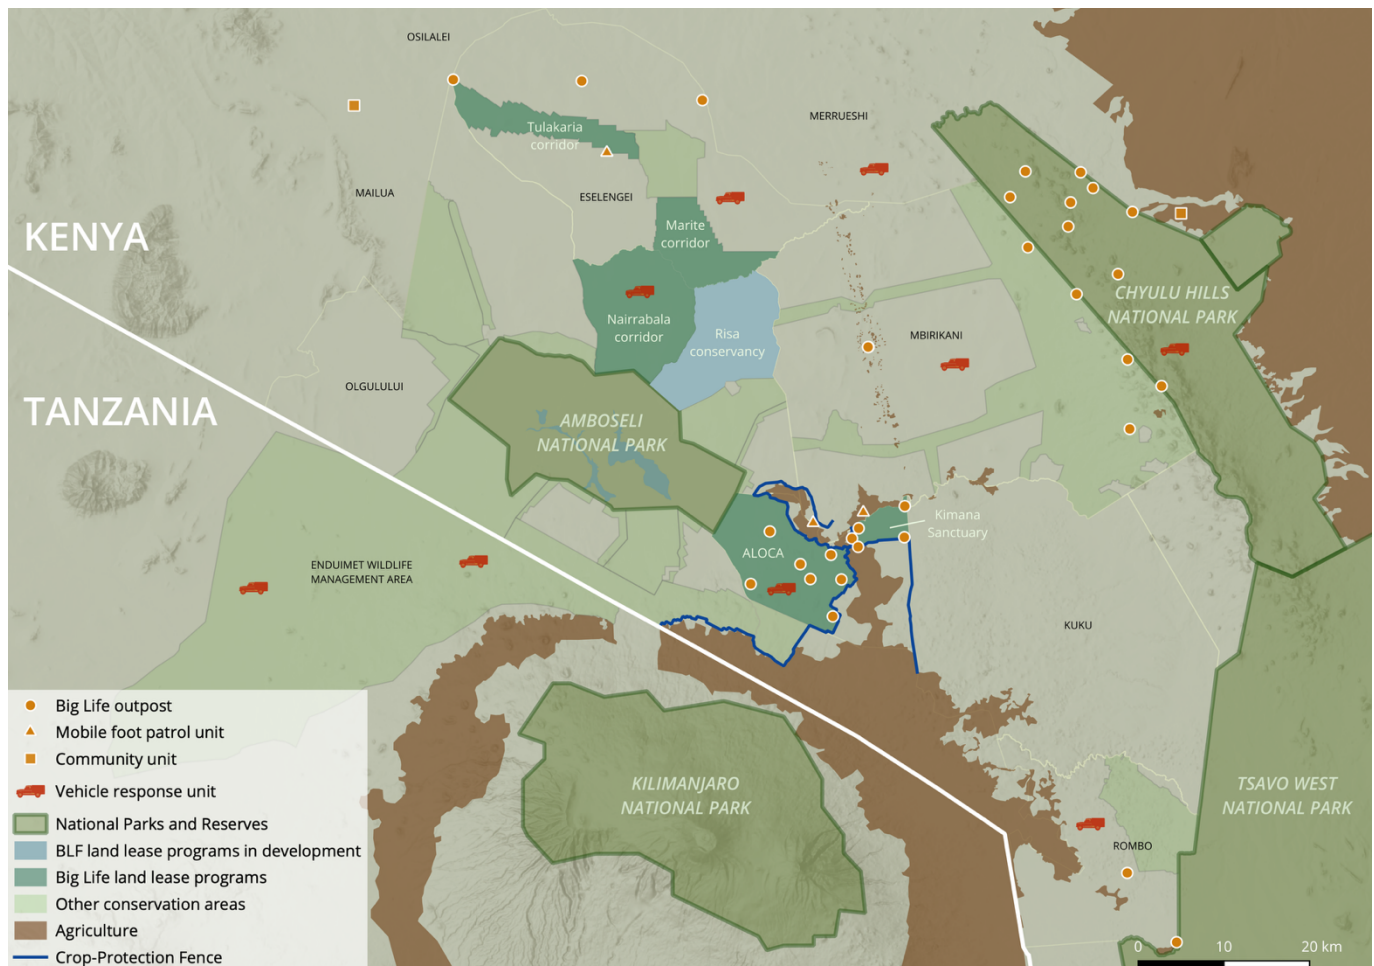 OSILALEI
MERRUESHI
Tulakaria
corridor
MAILUA
ESELENGEI
KENYA
Marite
corridor
CHYULU HILLS
NATIONAL PARK
Nairrabala
corridor
Risa
conservancy
MBIRIKANI
OLGULULUI
TANZANIA
AMBOSELI
NATIONAL PARK
Kimana
Sanctuary
ALOCA
ENDUIMET WILDLIFE
MANAGEMENT AREA
KUKU
KILIMANJARO
NATIONAL PARK
TSAVO WEST
NATIONAL PARK
ROMBO
Big Life outpost
Mobile foot patrol unit
Community unit
Vehicle response unit
National Parks and Reserves
BLF land lease programs in development
Big Life land lease programs
Other conservation areas
Agriculture
Crop-Protection Fence
0 10 20 km